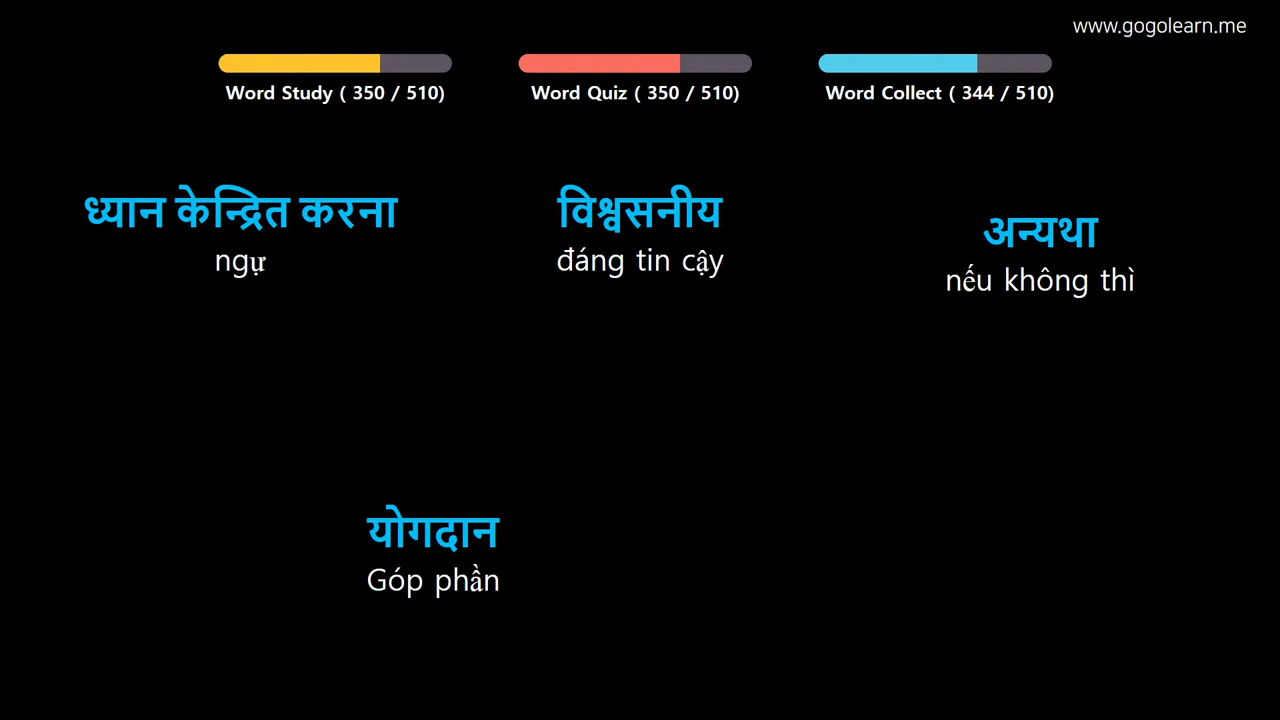 www.gogolearn.me
Word Study ( 350 / 510)
Word Quiz ( 350 / 510)
Word Collect ( 344 / 510)
ध्यान केन्द्रित करना
ngự
विश्वसनीय
đáng tin cậy
अन्यथा
nếu không thì
योगदान
Góp phần